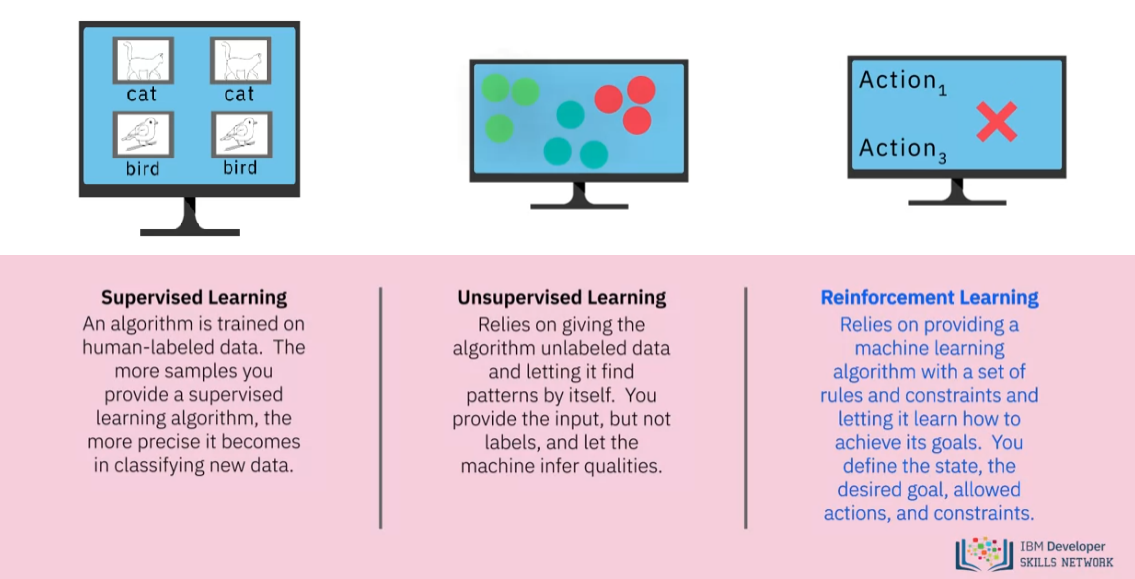 cat cat
bird bird
Action1
Action3
Supervised Learning
An algorithm is trained on
human-labeled data. The
more samples you
provide a supervised
learning algorithm, the
more precise it becomes
in classifying new data.
Unsupervised Learning
Relies on giving the
algorithm unlabeled data
and letting it find
patterns by itself. You
provide the input, but not
labels, and let the
machine infer qualities.
Reinforcement Learning
Relies on providing a
machine learning
algorithm with a set of
rules and constraints and
letting it learn how to
achieve its goals. You
define the state, the
desired goal, allowed
actions, and constraints.
IBM Developer
SKILLS NETWORK